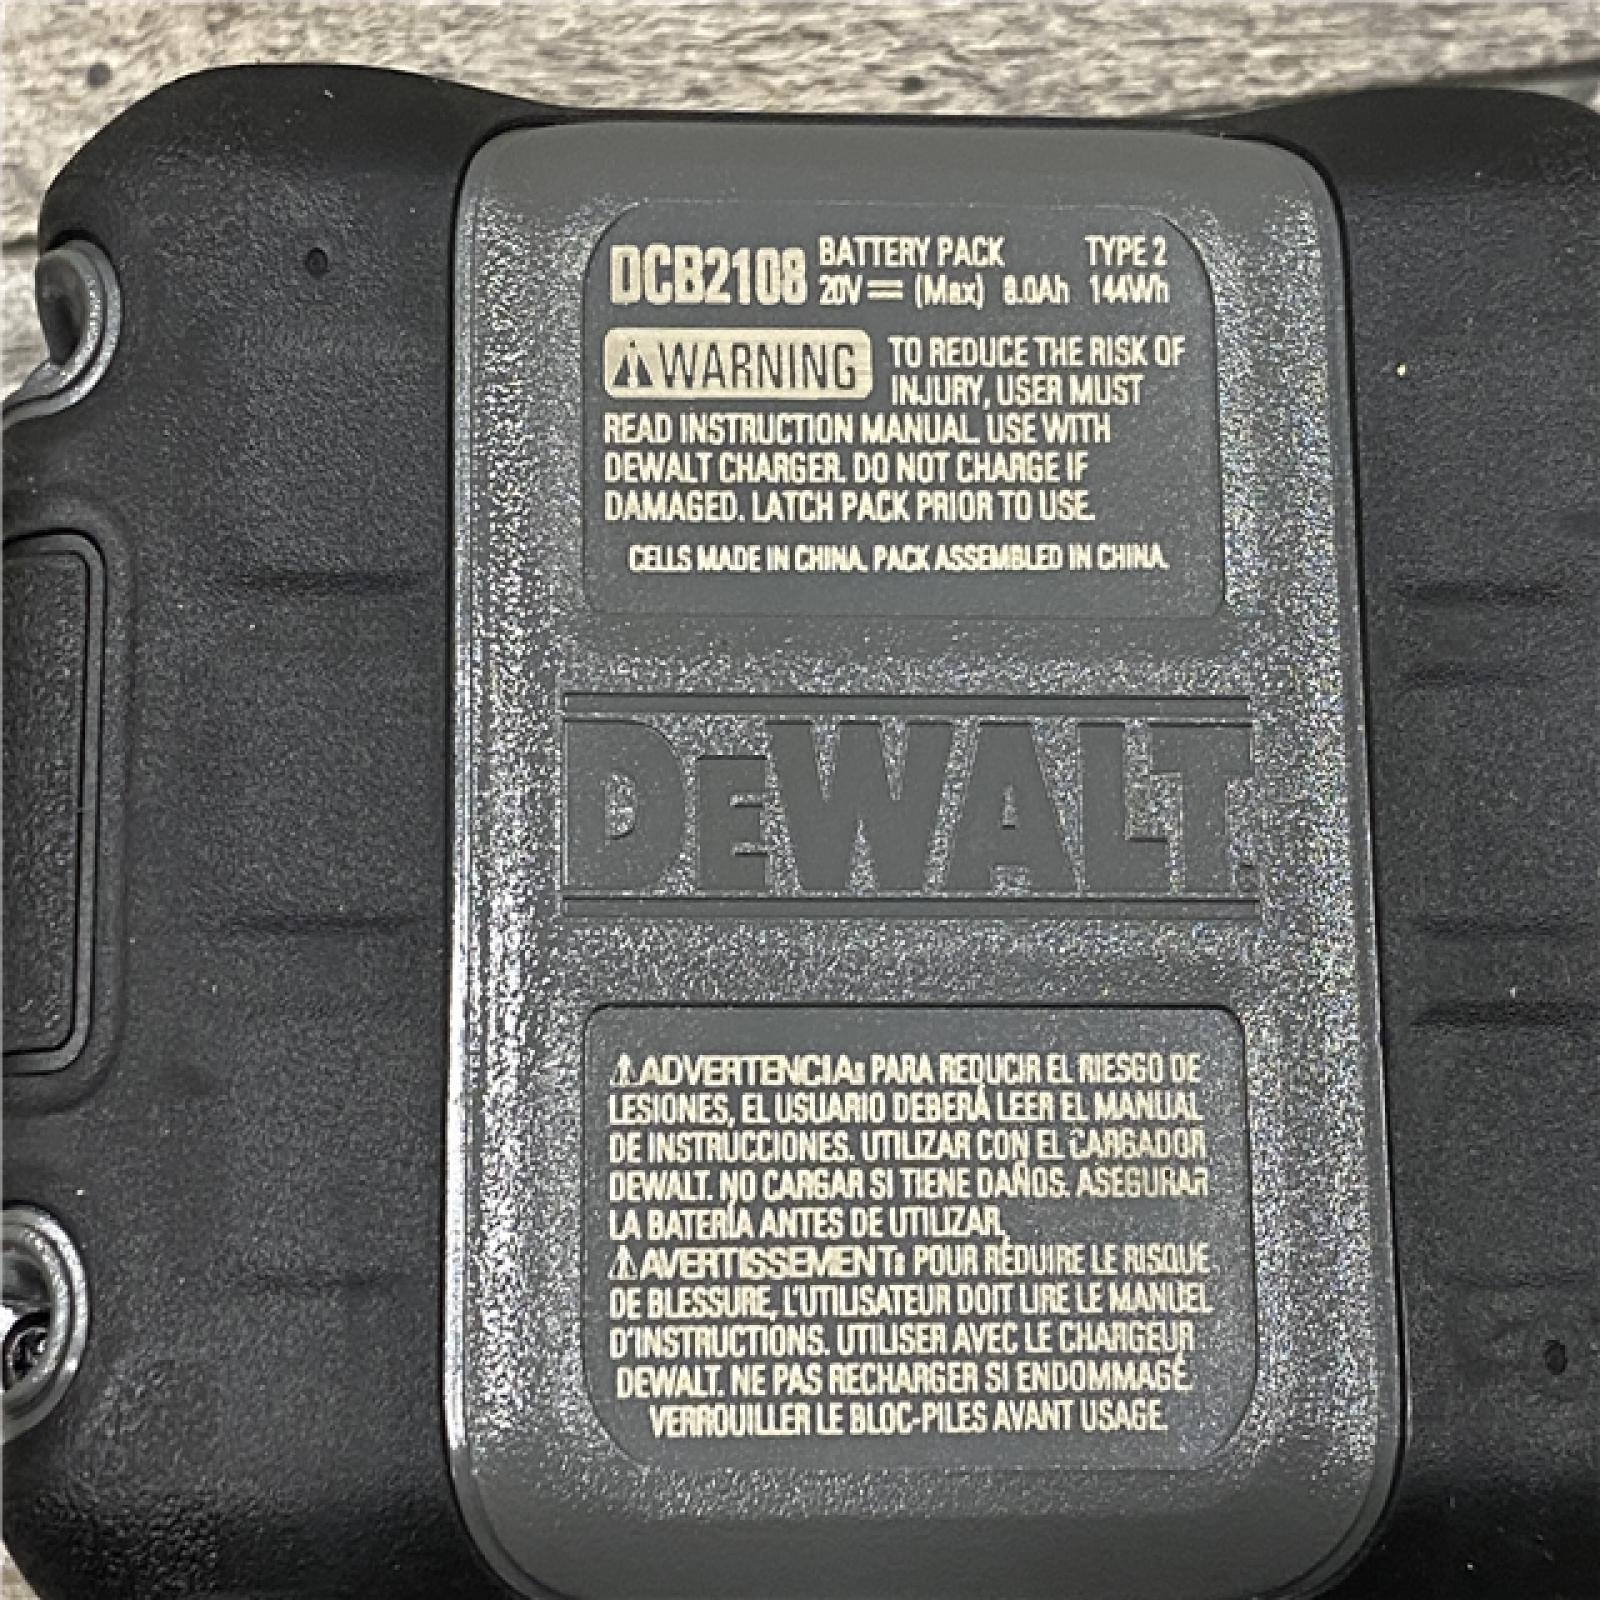 DCB2108 BATTERY PACK TYPE 2
20V (Max) 8.0Ah 144Wh
WARNING TO REDUCE THE RISK OF
INJURY, USER MUST
READ INSTRUCTION MANUAL. USE WITH
DEWALT CHARGER. DO NOT CHARGE IF
DAMAGED. LATCH PACK PRIOR TO USE.
CELLS MADE IN CHINA. PACK ASSEMBLED IN CHINA.
DEWALT.
ADVERTENCIA: PARA REDUCIR EL RIESGO DE
LESIONES, EL USUARIO DEBERÁ LEER EL MANUAL
DE INSTRUCCIONES. UTILIZAR CON EL CARGADOR
DEWALT. NO CARGAR SI TIENE DAÑOS. ASEGURAR
LA BATERÍA ANTES DE UTILIZAR.
AVERTISSEMENT: POUR RÉDUIRE LE RISQUE
DE BLESSURE, L'UTILISATEUR DOIT LIRE LE MANUEL
D'INSTRUCTIONS. UTILISER AVEC LE CHARGEUR
DEWALT. NE PAS RECHARGER SI ENDOMMAGÉ.
VERROUILLER LE BLOC-PILES AVANT USAGE.